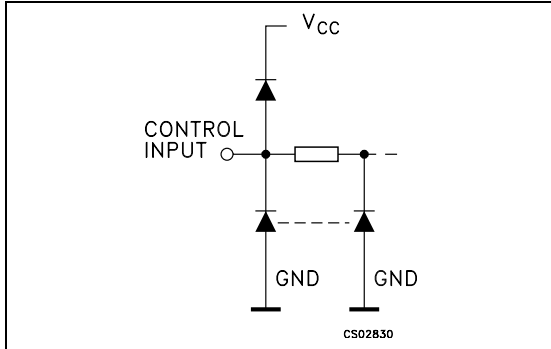 VCC
CONTROL
INPUT
GND
GND
CS02830